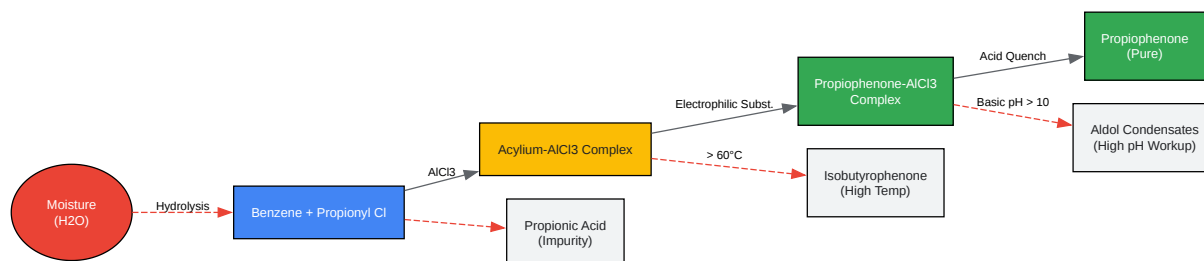 Moisture
(H2O)
Hydrolysis
Benzene + Propionyl Cl
AlCl3
Propionic Acid
(Impurity)
Acylium-AlCl3 Complex
Electrophilic Subst.
> 60°C
Isobutyrophenone
(High Temp)
Propiophenone-AlCl3
Complex
Acid Quench
Propiophenone
(Pure)
Basic pH > 10
Aldol Condensates
(High pH Workup)